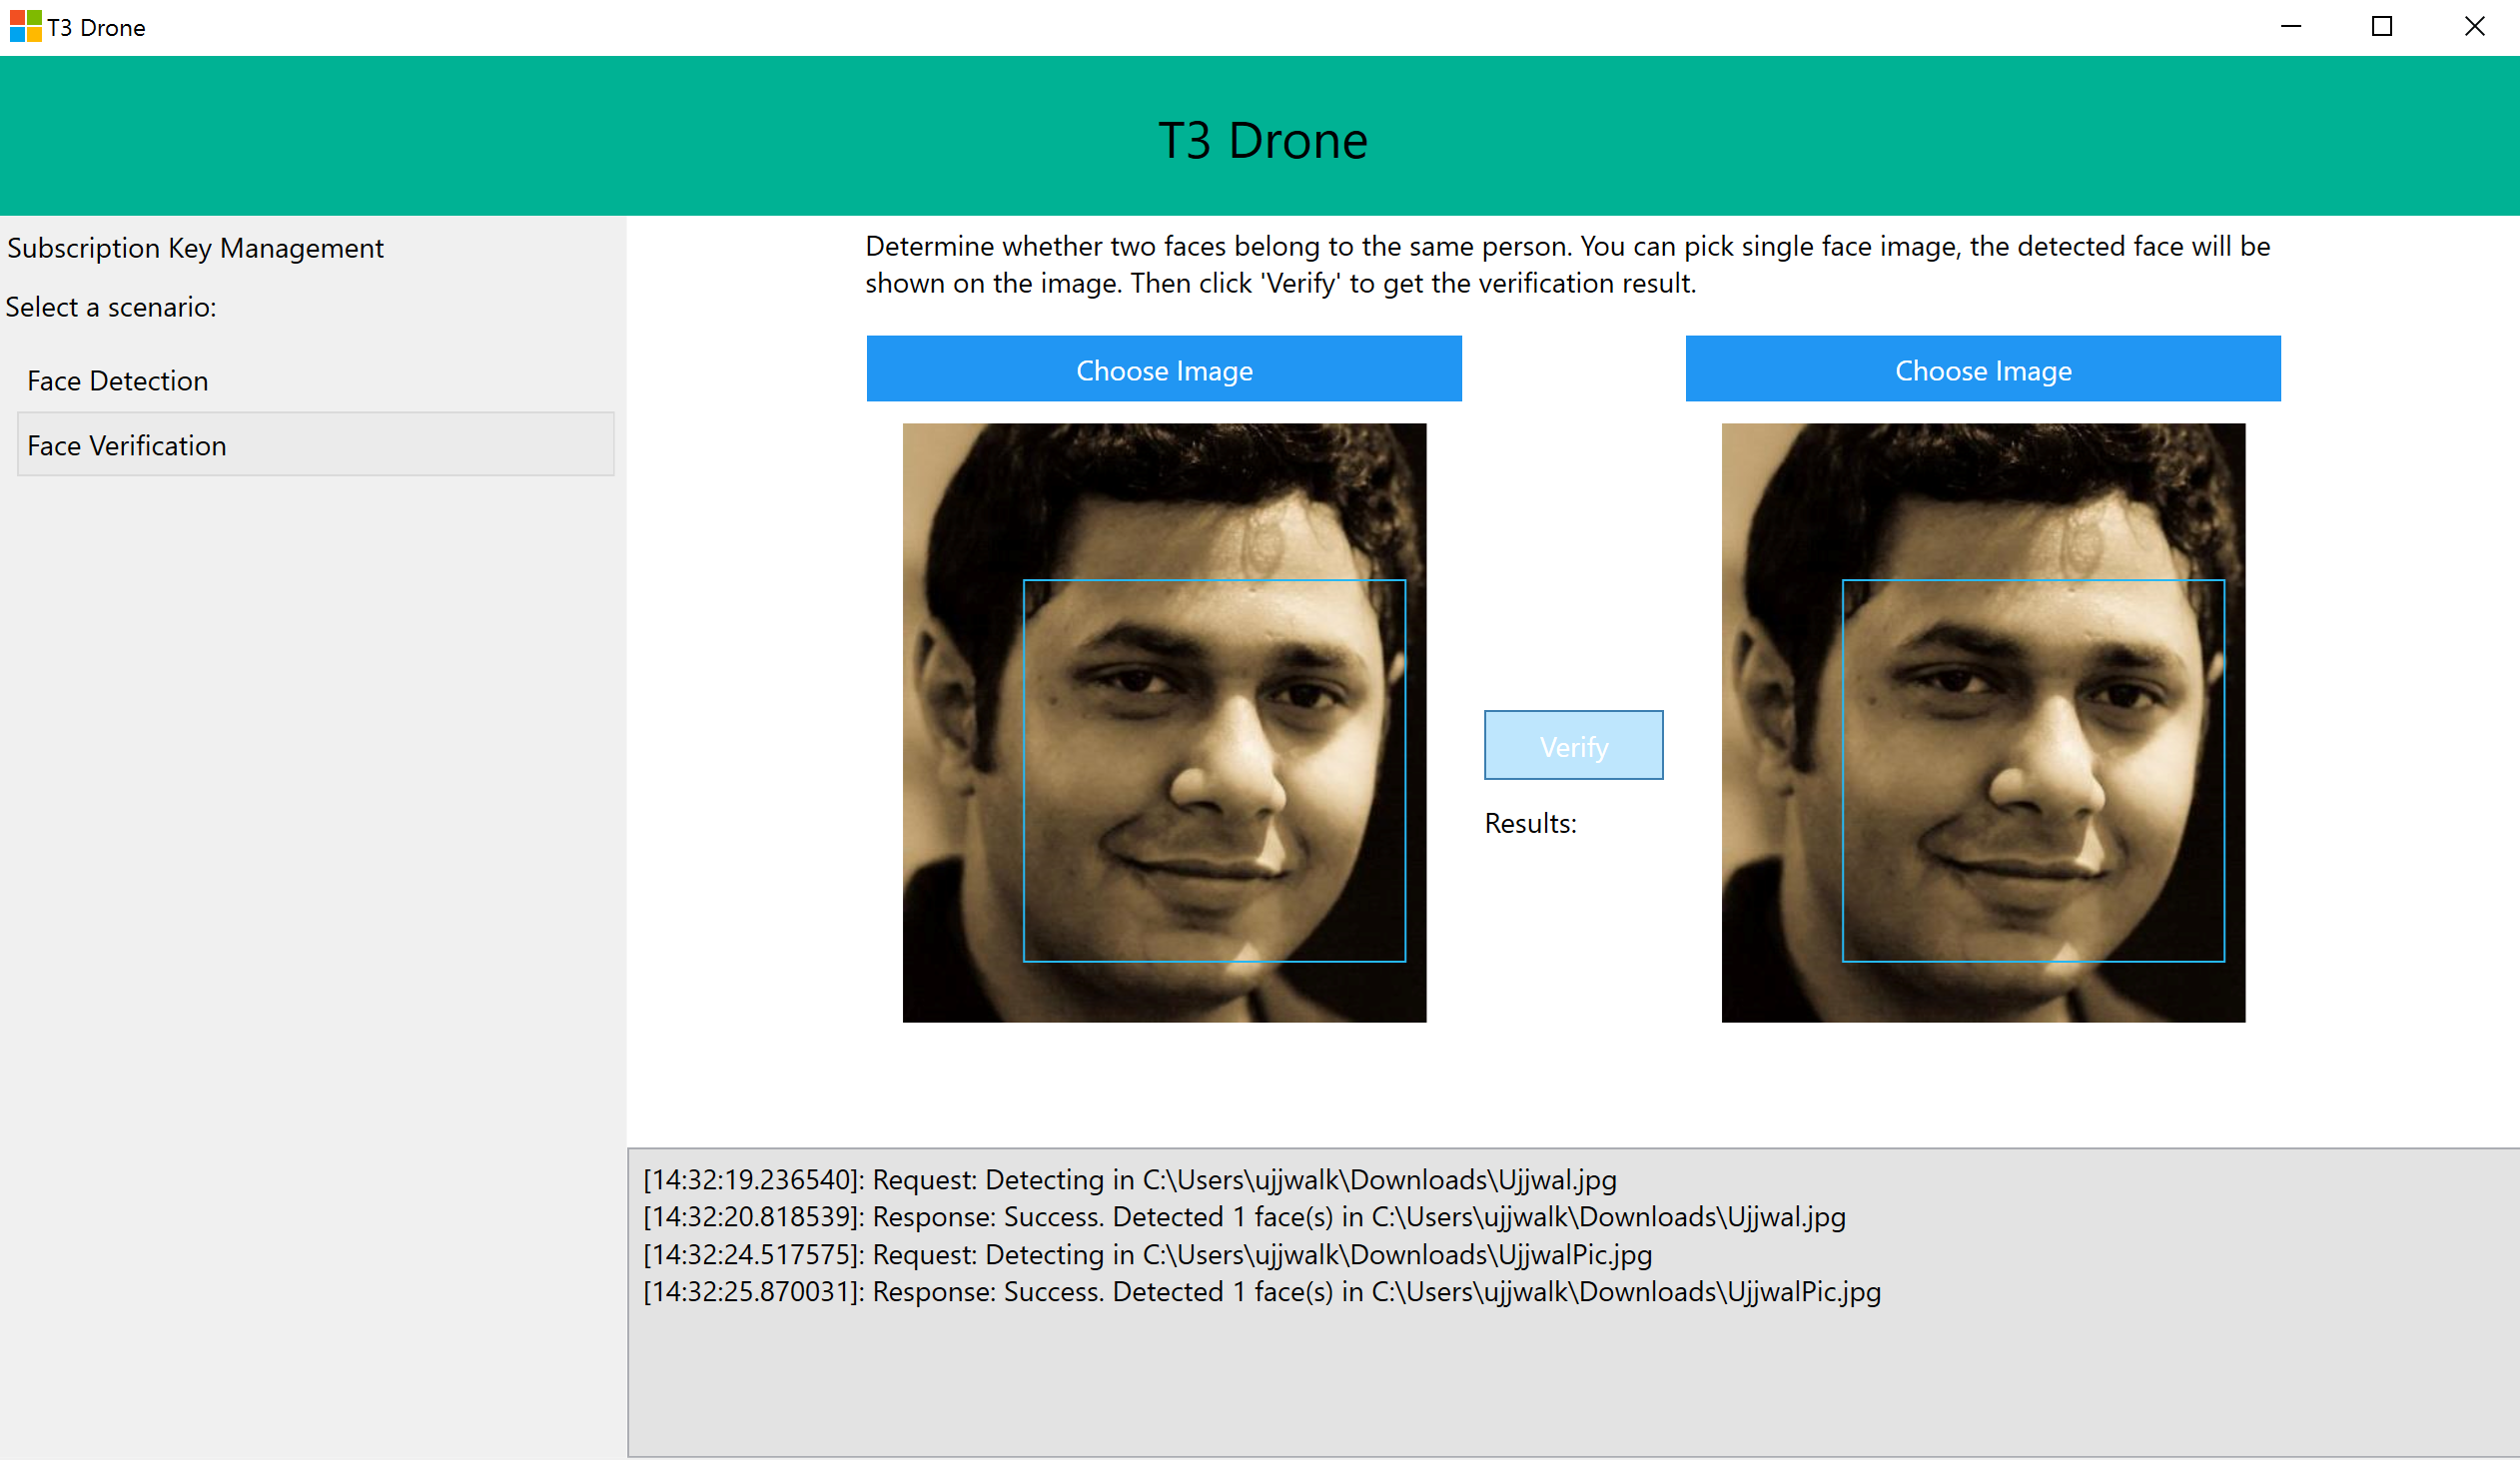 T3 Drone
T3 Drone
Subscription Key Management
Select a scenario:
Face Detection
Face Verification
Determine whether two faces belong to the same person. You can pick single face image, the detected face will be
shown on the image. Then click 'Verify' to get the verification result.
Choose Image
Choose Image
Verify
Results:
[14:32:19.236540]: Request: Detecting in C:\Users\ujjwalk\Downloads\Ujjwal.jpg
[14:32:20.818539]: Response: Success. Detected 1 face(s) in C:\Users\ujjwalk\Downloads\Ujjwal.jpg
[14:32:24.517575]: Request: Detecting in C:\Users\ujjwalk\Downloads\UjjwalPic.jpg
[14:32:25.870031]: Response: Success. Detected 1 face(s) in C:\Users\ujjwalk\Downloads\UjjwalPic.jpg